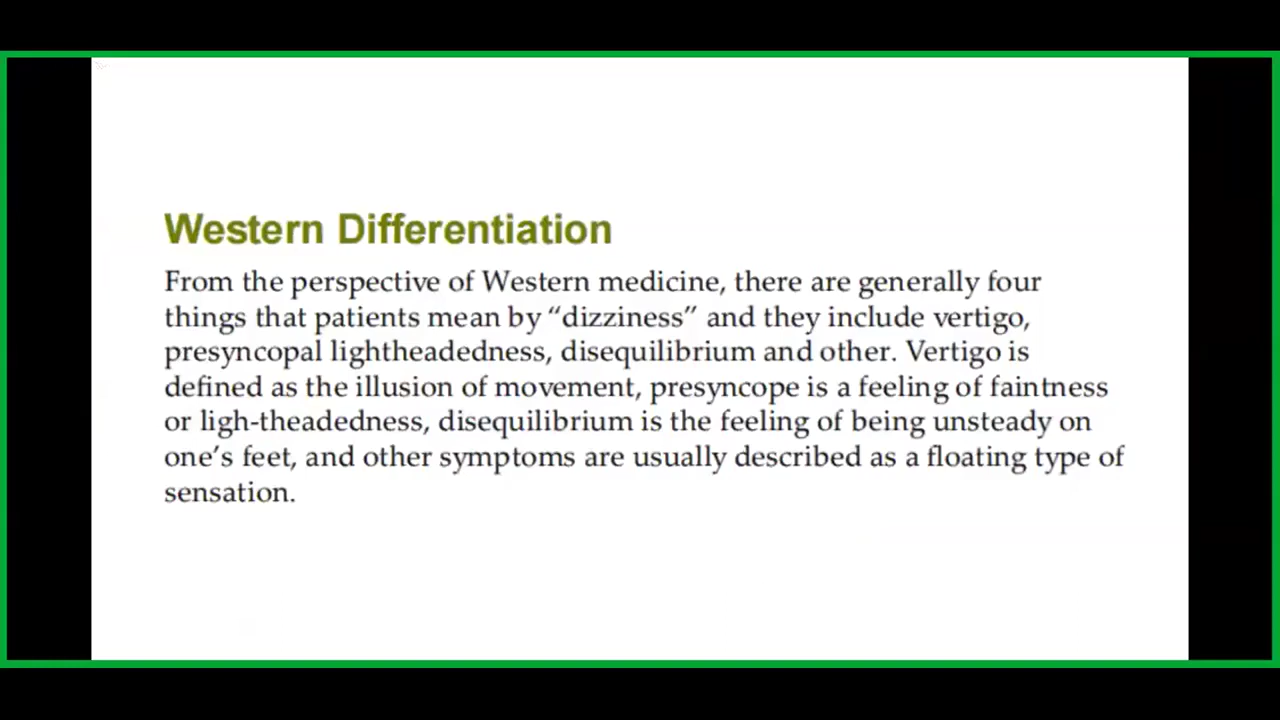 Western Differentiation
From the perspective of Western medicine, there are generally four
things that patients mean by “dizziness” and they include vertigo,
presyncopal lightheadedness, disequilibrium and other. Vertigo is
defined as the illusion of movement, presyncope is a feeling of faintness
or ligh-theadedness, disequilibrium is the feeling of being unsteady on
one’s feet, and other symptoms are usually described as a floating type of
sensation.